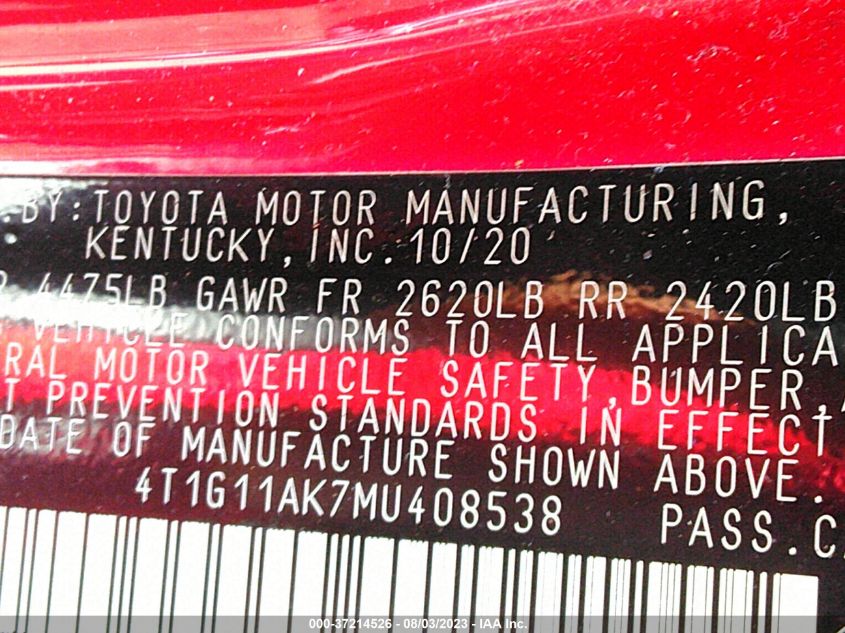 BY:TOYOTA MOTOR MANUFACTURING,
KENTUCKY, INC. 10/20
4475LB GAWR FR 2620LB RR 2420LB
VEHICLE CONFORMS TO ALL APPLICA
RAL MOTOR VEHICLE SAFETY, BUMPER,
T PREVENTION STANDARDS IN EFFECT
DATE OF MANUFACTURE SHOWN ABOVE.
4T1G11AK7MU408538 PASS.C
000-37214526 - 08/03/2023 - IAA Inc.